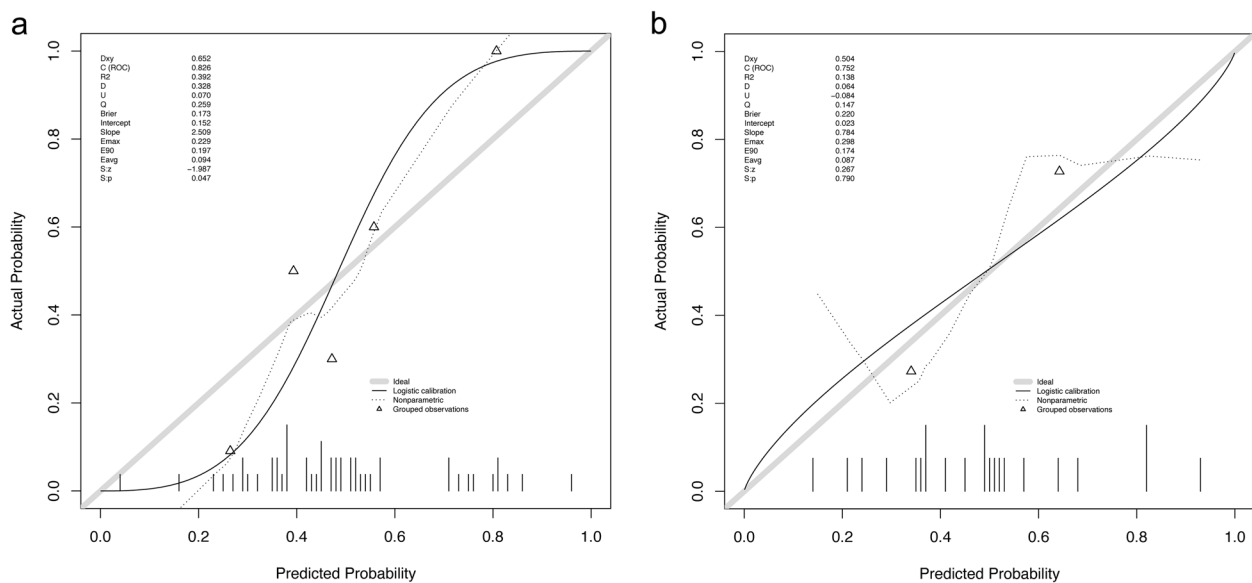 a
Dxy 0.652
C (ROC) 0.826
R2 0.392
D 0.328
U 0.070
Q 0.259
Brier 0.173
Intercept 0.152
Slope 2.509
Emax 0.229
E90 0.197
Eavg 0.094
S:z −1.987
S:p 0.047
Actual Probability
1.0
0.8
0.6
0.4
0.2
0.0
Ideal
Logistic calibration
Nonparametric
Grouped observations
0.0 0.2 0.4 0.6 0.8 1.0
Predicted Probability
b
Dxy 0.504
C (ROC) 0.752
R2 0.138
D 0.064
U −0.084
Q 0.147
Brier 0.220
Intercept 0.023
Slope 0.784
Emax 0.298
E90 0.174
Eavg 0.087
S:z 0.267
S:p 0.790
Actual Probability
1.0
0.8
0.6
0.4
0.2
0.0
Ideal
Logistic calibration
Nonparametric
Grouped observations
0.0 0.2 0.4 0.6 0.8 1.0
Predicted Probability